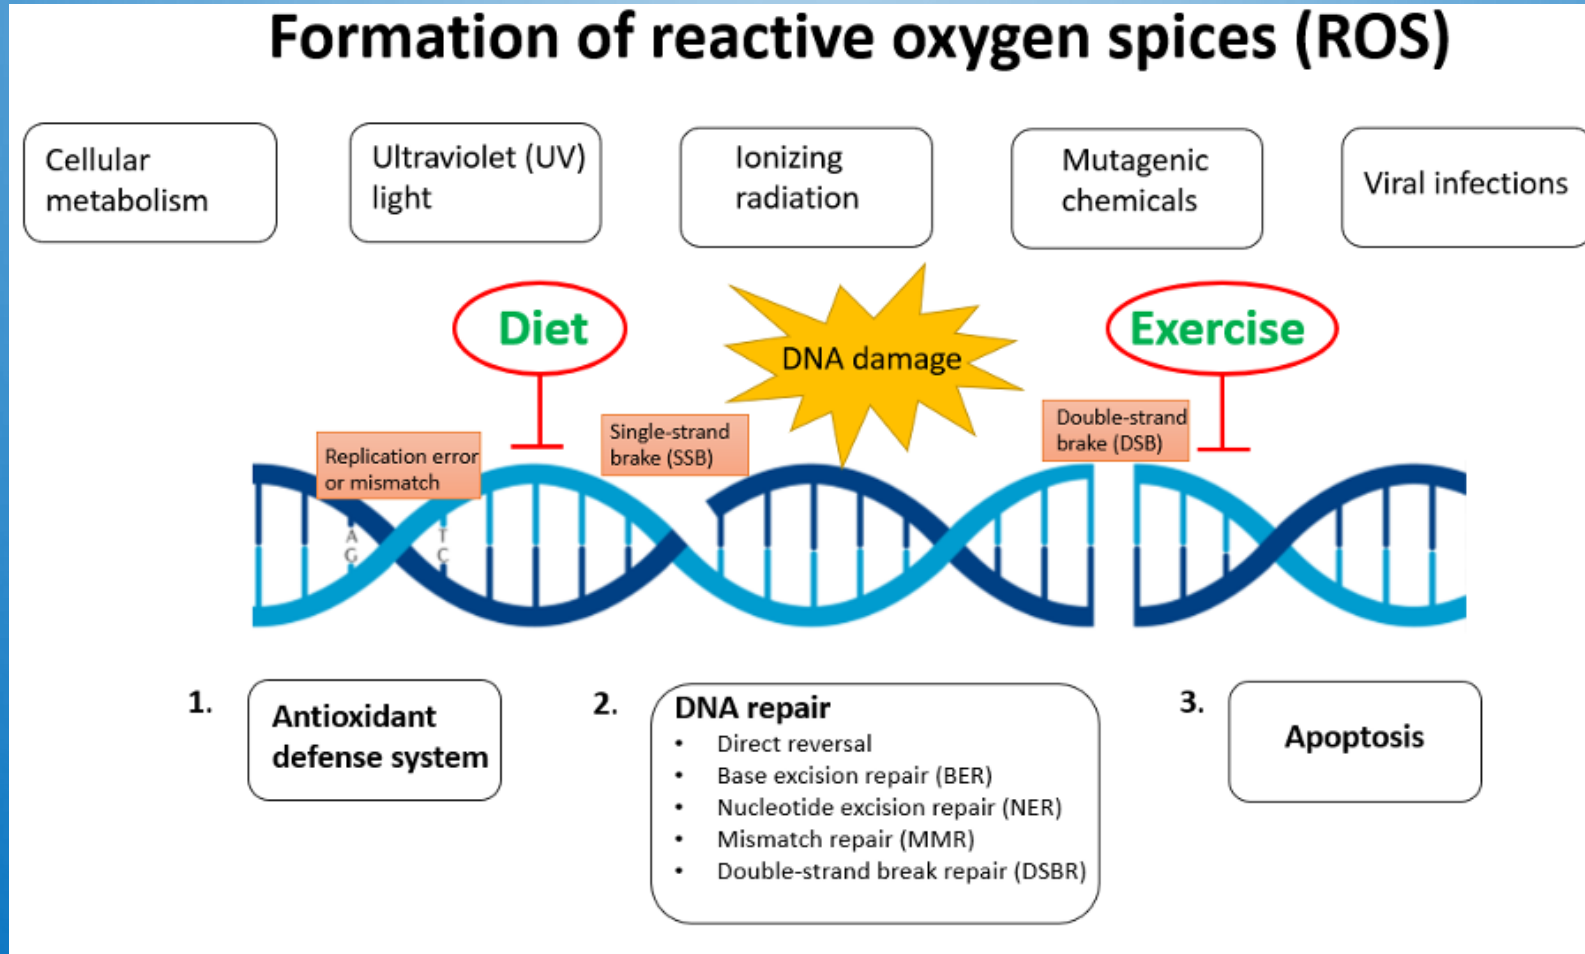 Formation of reactive oxygen spices (ROS)
Cellular
metabolism
Ultraviolet (UV)
light
Ionizing
radiation
Mutagenic
chemicals
Viral infections
Diet
DNA damage
Exercise
Replication error
or mismatch
Single-strand
brake (SSB)
Double-strand
brake (DSB)
A
G
T
C
1.
Antioxidant
defense system
2.
DNA repair
• Direct reversal
• Base excision repair (BER)
• Nucleotide excision repair (NER)
• Mismatch repair (MMR)
• Double-strand break repair (DSBR)
3.
Apoptosis